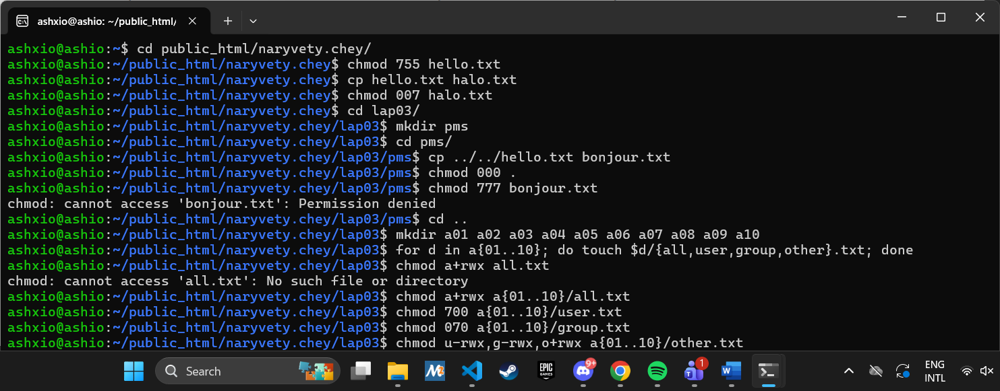 ashxio@ashio: ~/public_html/
ashxio@ashio:~$ cd public_html/naryvety.chey/
ashxio@ashio:~/public_html/naryvety.chey$ chmod 755 hello.txt
ashxio@ashio:~/public_html/naryvety.chey$ cp hello.txt halo.txt
ashxio@ashio:~/public_html/naryvety.chey$ chmod 007 halo.txt
ashxio@ashio:~/public_html/naryvety.chey$ cd lap03/
ashxio@ashio:~/public_html/naryvety.chey/lap03$ mkdir pms
ashxio@ashio:~/public_html/naryvety.chey/lap03$ cd pms/
ashxio@ashio:~/public_html/naryvety.chey/lap03/pms$ cp ../../hello.txt bonjour.txt
ashxio@ashio:~/public_html/naryvety.chey/lap03/pms$ chmod 000 .
ashxio@ashio:~/public_html/naryvety.chey/lap03/pms$ chmod 777 bonjour.txt
chmod: cannot access 'bonjour.txt': Permission denied
ashxio@ashio:~/public_html/naryvety.chey/lap03/pms$ cd ..
ashxio@ashio:~/public_html/naryvety.chey/lap03$ mkdir a01 a02 a03 a04 a05 a06 a07 a08 a09 a10
ashxio@ashio:~/public_html/naryvety.chey/lap03$ for d in a{01..10}; do touch $d/{all,user,group,other}.txt; done
ashxio@ashio:~/public_html/naryvety.chey/lap03$ chmod a+rwx all.txt
chmod: cannot access 'all.txt': No such file or directory
ashxio@ashio:~/public_html/naryvety.chey/lap03$ chmod a+rwx a{01..10}/all.txt
ashxio@ashio:~/public_html/naryvety.chey/lap03$ chmod 700 a{01..10}/user.txt
ashxio@ashio:~/public_html/naryvety.chey/lap03$ chmod 070 a{01..10}/group.txt
ashxio@ashio:~/public_html/naryvety.chey/lap03$ chmod u-rwx,g-rwx,o+rwx a{01..10}/other.txt
Search
EPIC
GAMES
9+
1
ENG
INTL